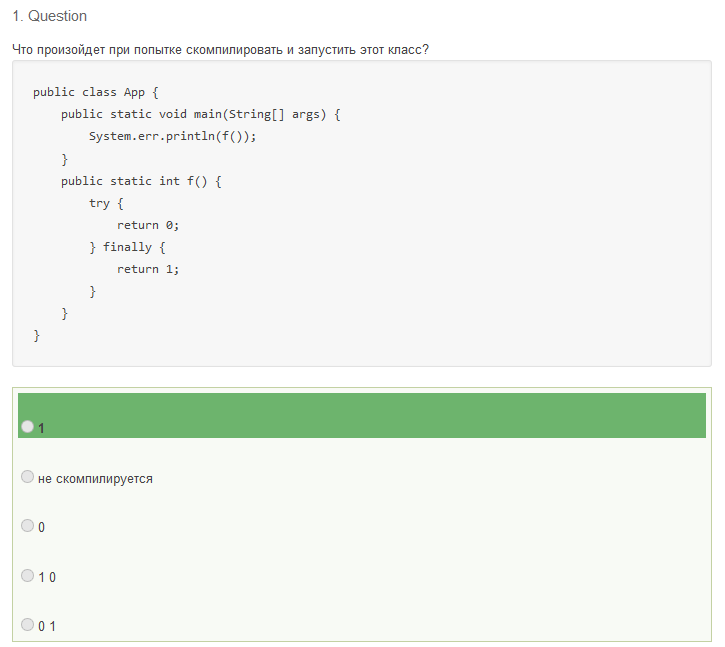 1. Question
Что произойдет при попытке скомпилировать и запустить этот класс?
public class App {
    public static void main(String[] args) {
        System.err.println(f());
    }
    public static int f() {
        try {
            return 0;
        } finally {
            return 1;
        }
    }
}
1
не скомпилируется
0
1 0
0 1